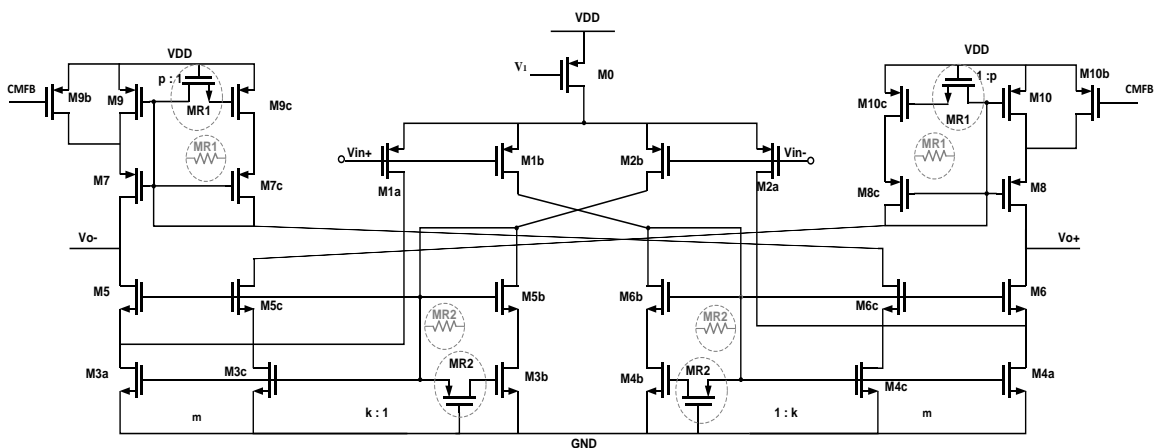 VDD
VDD
VDD
V1
M0
CMFB
M9b
M9
p : 1
MR1
M9c
M10c
1 :p
MR1
M10
M10b
CMFB
MR1
MR1
Vin+
M1b
M2b
Vin-
M7
M7c
M1a
M2a
M8c
M8
Vo-
Vo+
M5
M5c
M5b
M6b
M6c
M6
MR2
MR2
M3a
M3c
MR2
M3b
M4b
MR2
M4c
M4a
m
k : 1
1 : k
m
GND